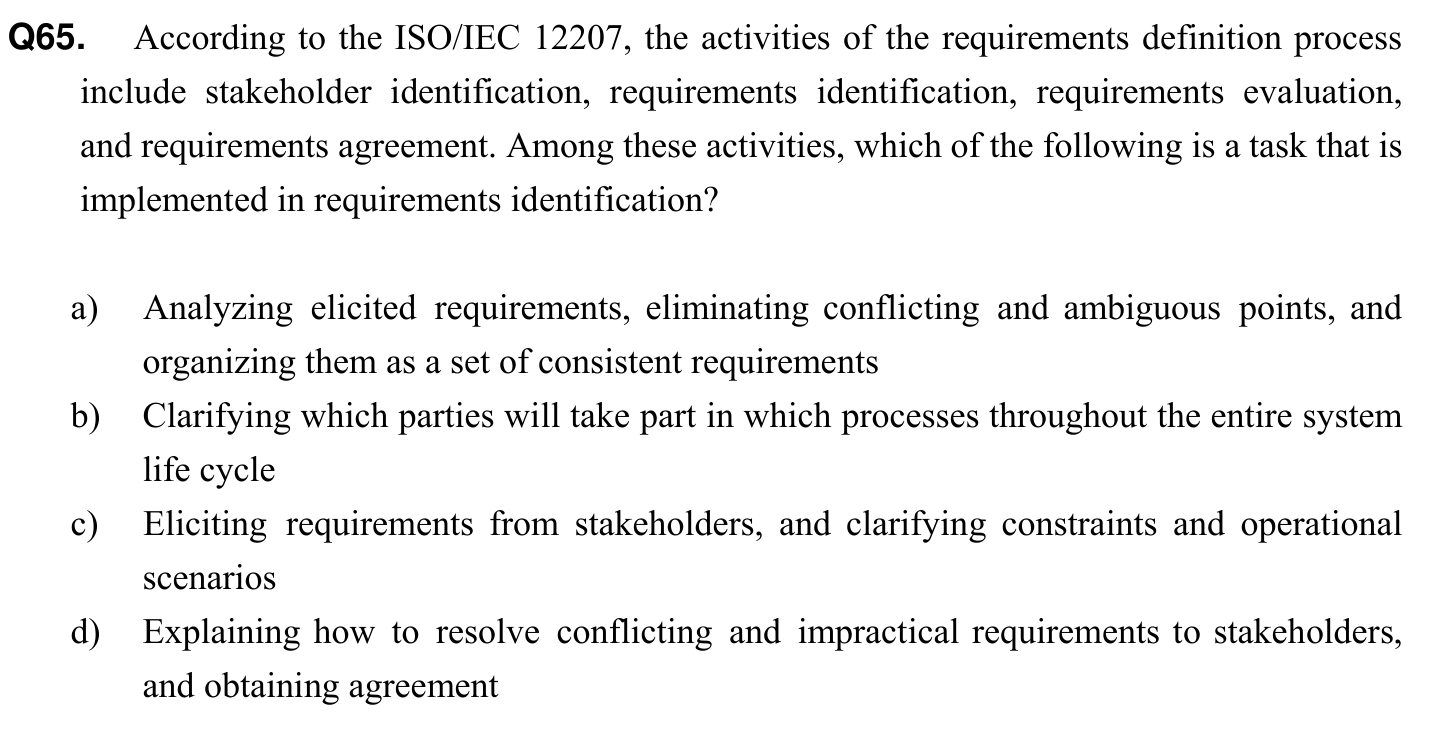 Q65. According to the ISO/IEC 12207, the activities of the requirements definition process
include stakeholder identification, requirements identification, requirements evaluation,
and requirements agreement. Among these activities, which of the following is a task that is
implemented in requirements identification?
a) Analyzing elicited requirements, eliminating conflicting and ambiguous points, and
organizing them as a set of consistent requirements
b) Clarifying which parties will take part in which processes throughout the entire system
life cycle
c) Eliciting requirements from stakeholders, and clarifying constraints and operational
scenarios
d) Explaining how to resolve conflicting and impractical requirements to stakeholders,
and obtaining agreement